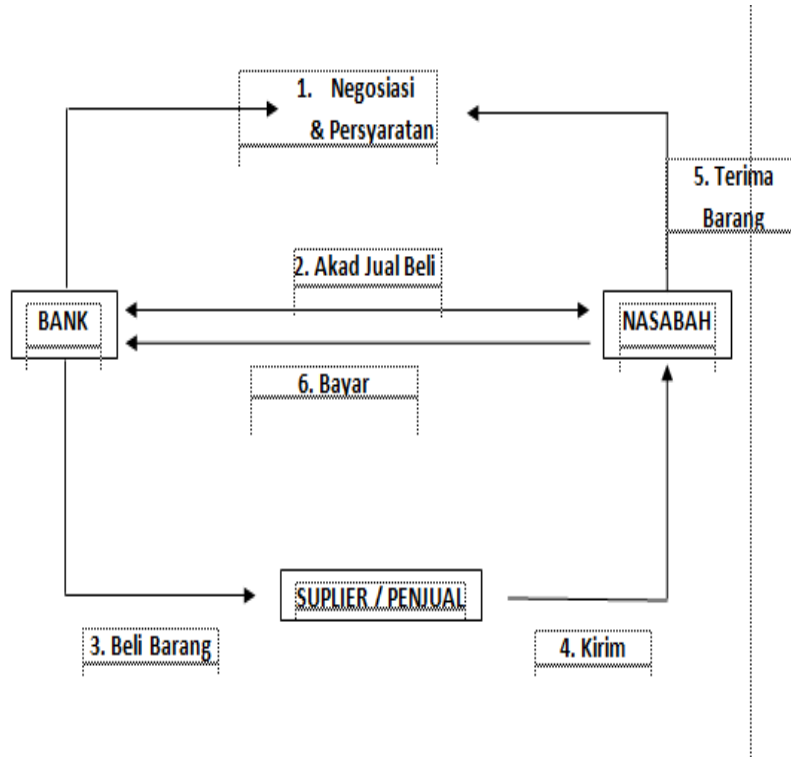 1. Negosiasi
& Persyaratan
5. Terima
Barang
2. Akad Jual Beli
BANK
NASABAH
6. Bayar
SUPLIER / PENJUAL
3. Beli Barang
4. Kirim